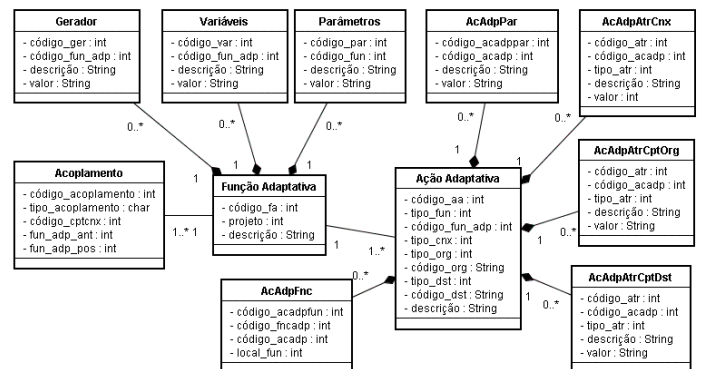 Gerador
- código_ger : int
- código_fun_adp : int
- descrição : String
- valor : String
Variáveis
- código_var : int
- código_fun_adp : int
- descrição : String
- valor : String
Parâmetros
- código_par : int
- código_fun : int
- descrição : String
- valor : String
AcAdpPar
- código_acadppar : int
- código_acadp : int
- descrição : String
- valor : String
AcAdpAtrCnx
- código_atr : int
- código_acadp : int
- tipo_atr : int
- descrição : String
- valor : int
0..*
0..*
0..*
0..*
0..*
1
1
1
1
1
Acoplamento
- código_acoplamento : int
- tipo_acoplamento : char
- código_cptcnx : int
- fun_adp_ant : int
- fun_adp_pos : int
1..* 1
Função Adaptativa
- código_fa : int
- projeto : int
- descrição : String
1
1..*
Ação Adaptativa
- código_aa : int
- tipo_fun : int
- código_fun_adp : int
- tipo_cnx : int
- tipo_org : int
- código_org : String
- tipo_dst : int
- código_dst : String
- descrição : String
AcAdpAtrCptOrg
- código_atr : int
- código_acadp : int
- tipo_atr : int
- descrição : String
- valor : String
1
0..*
0..*
AcAdpFnc
- código_acadpfun : int
- código_fncadp : int
- código_acadp : int
- local_fun : int
1
0..*
AcAdpAtrCptDst
- código_atr : int
- código_acadp : int
- tipo_atr : int
- descrição : String
- valor : String